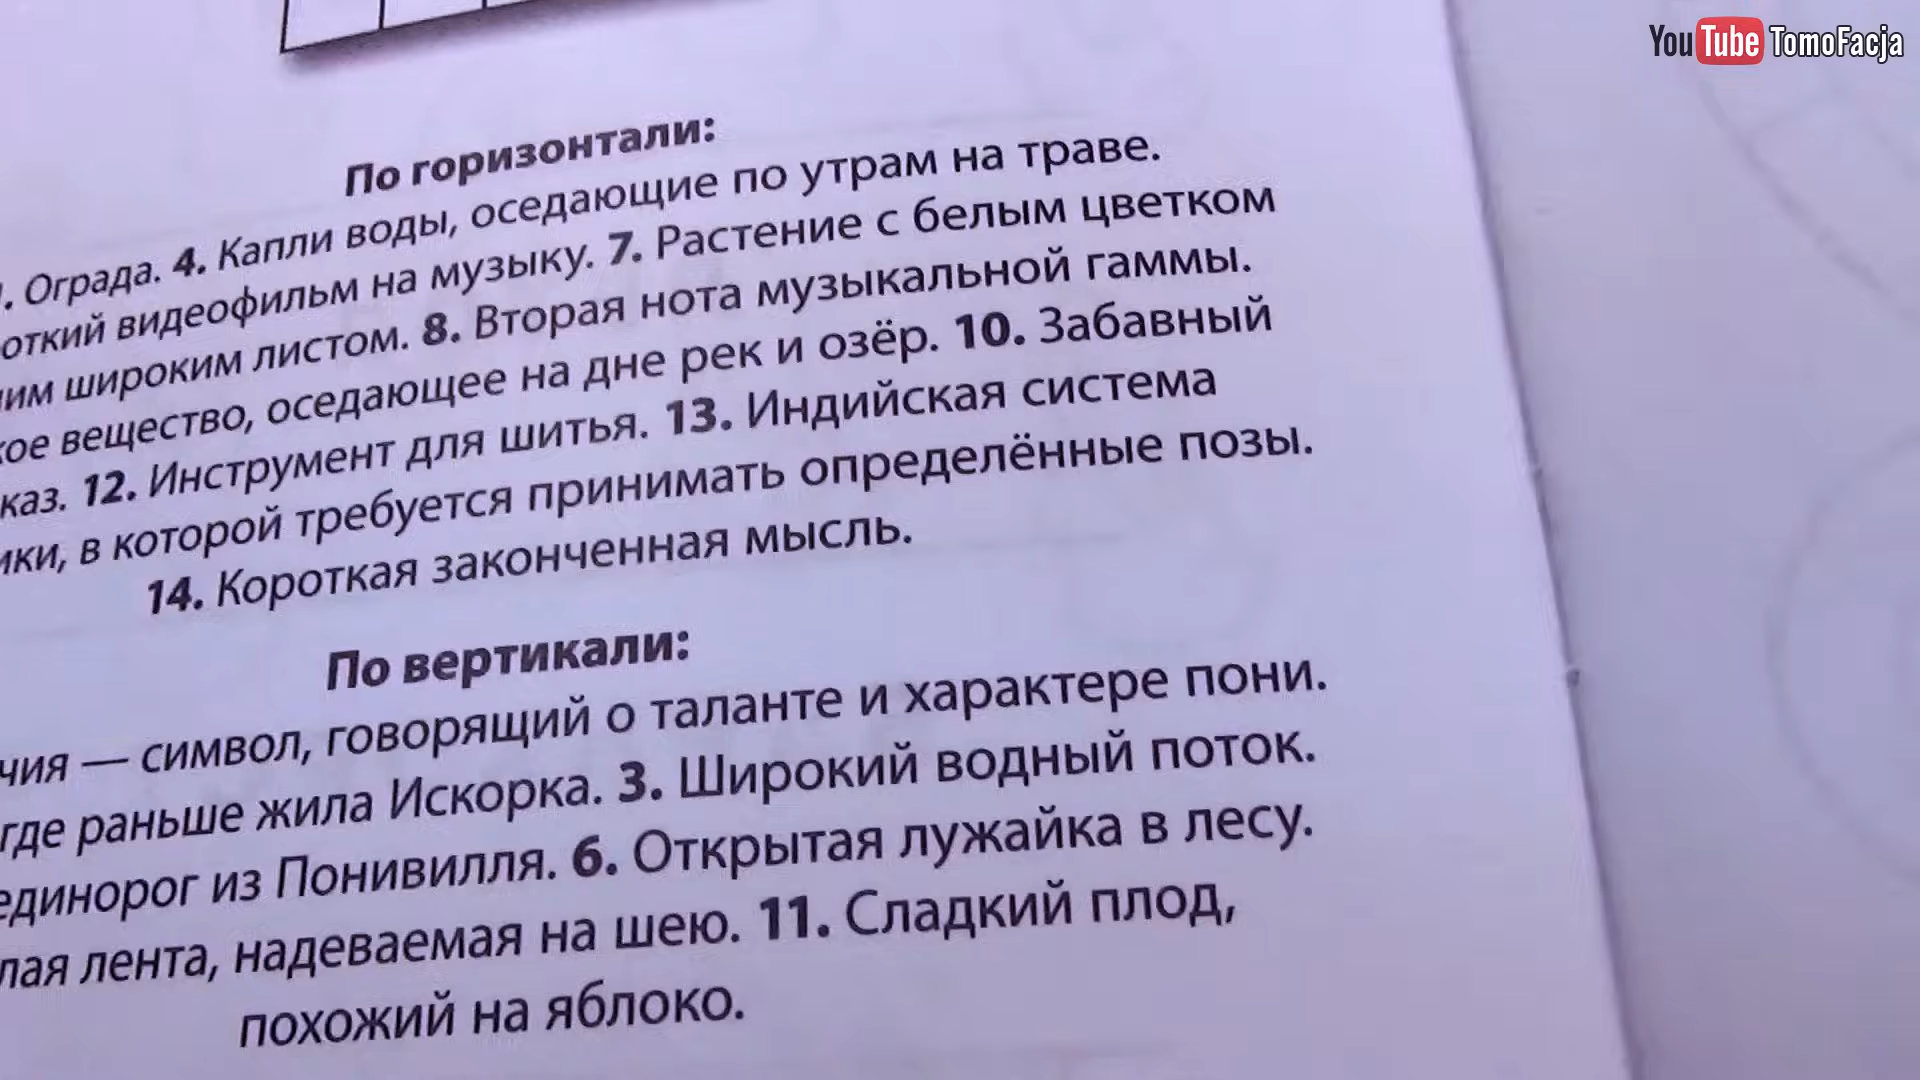 YouTube TomoFacja
По горизонтали:
Ограда. 4. Капли воды, оседающие по утрам на траве.
откий видеофильм на музыку. 7. Растение с белым цветком
им широким листом. 8. Вторая нота музыкальной гаммы.
кое вещество, оседающее на дне рек и озёр. 10. Забавный
каз. 12. Инструмент для шитья. 13. Индийская система
ики, в которой требуется принимать определённые позы.
14. Короткая законченная мысль.
По вертикали:
чия — символ, говорящий о таланте и характере пони.
где раньше жила Искорка. 3. Широкий водный поток.
единорог из Понивилля. 6. Открытая лужайка в лесу.
лая лента, надеваемая на шею. 11. Сладкий плод,
похожий на яблоко.